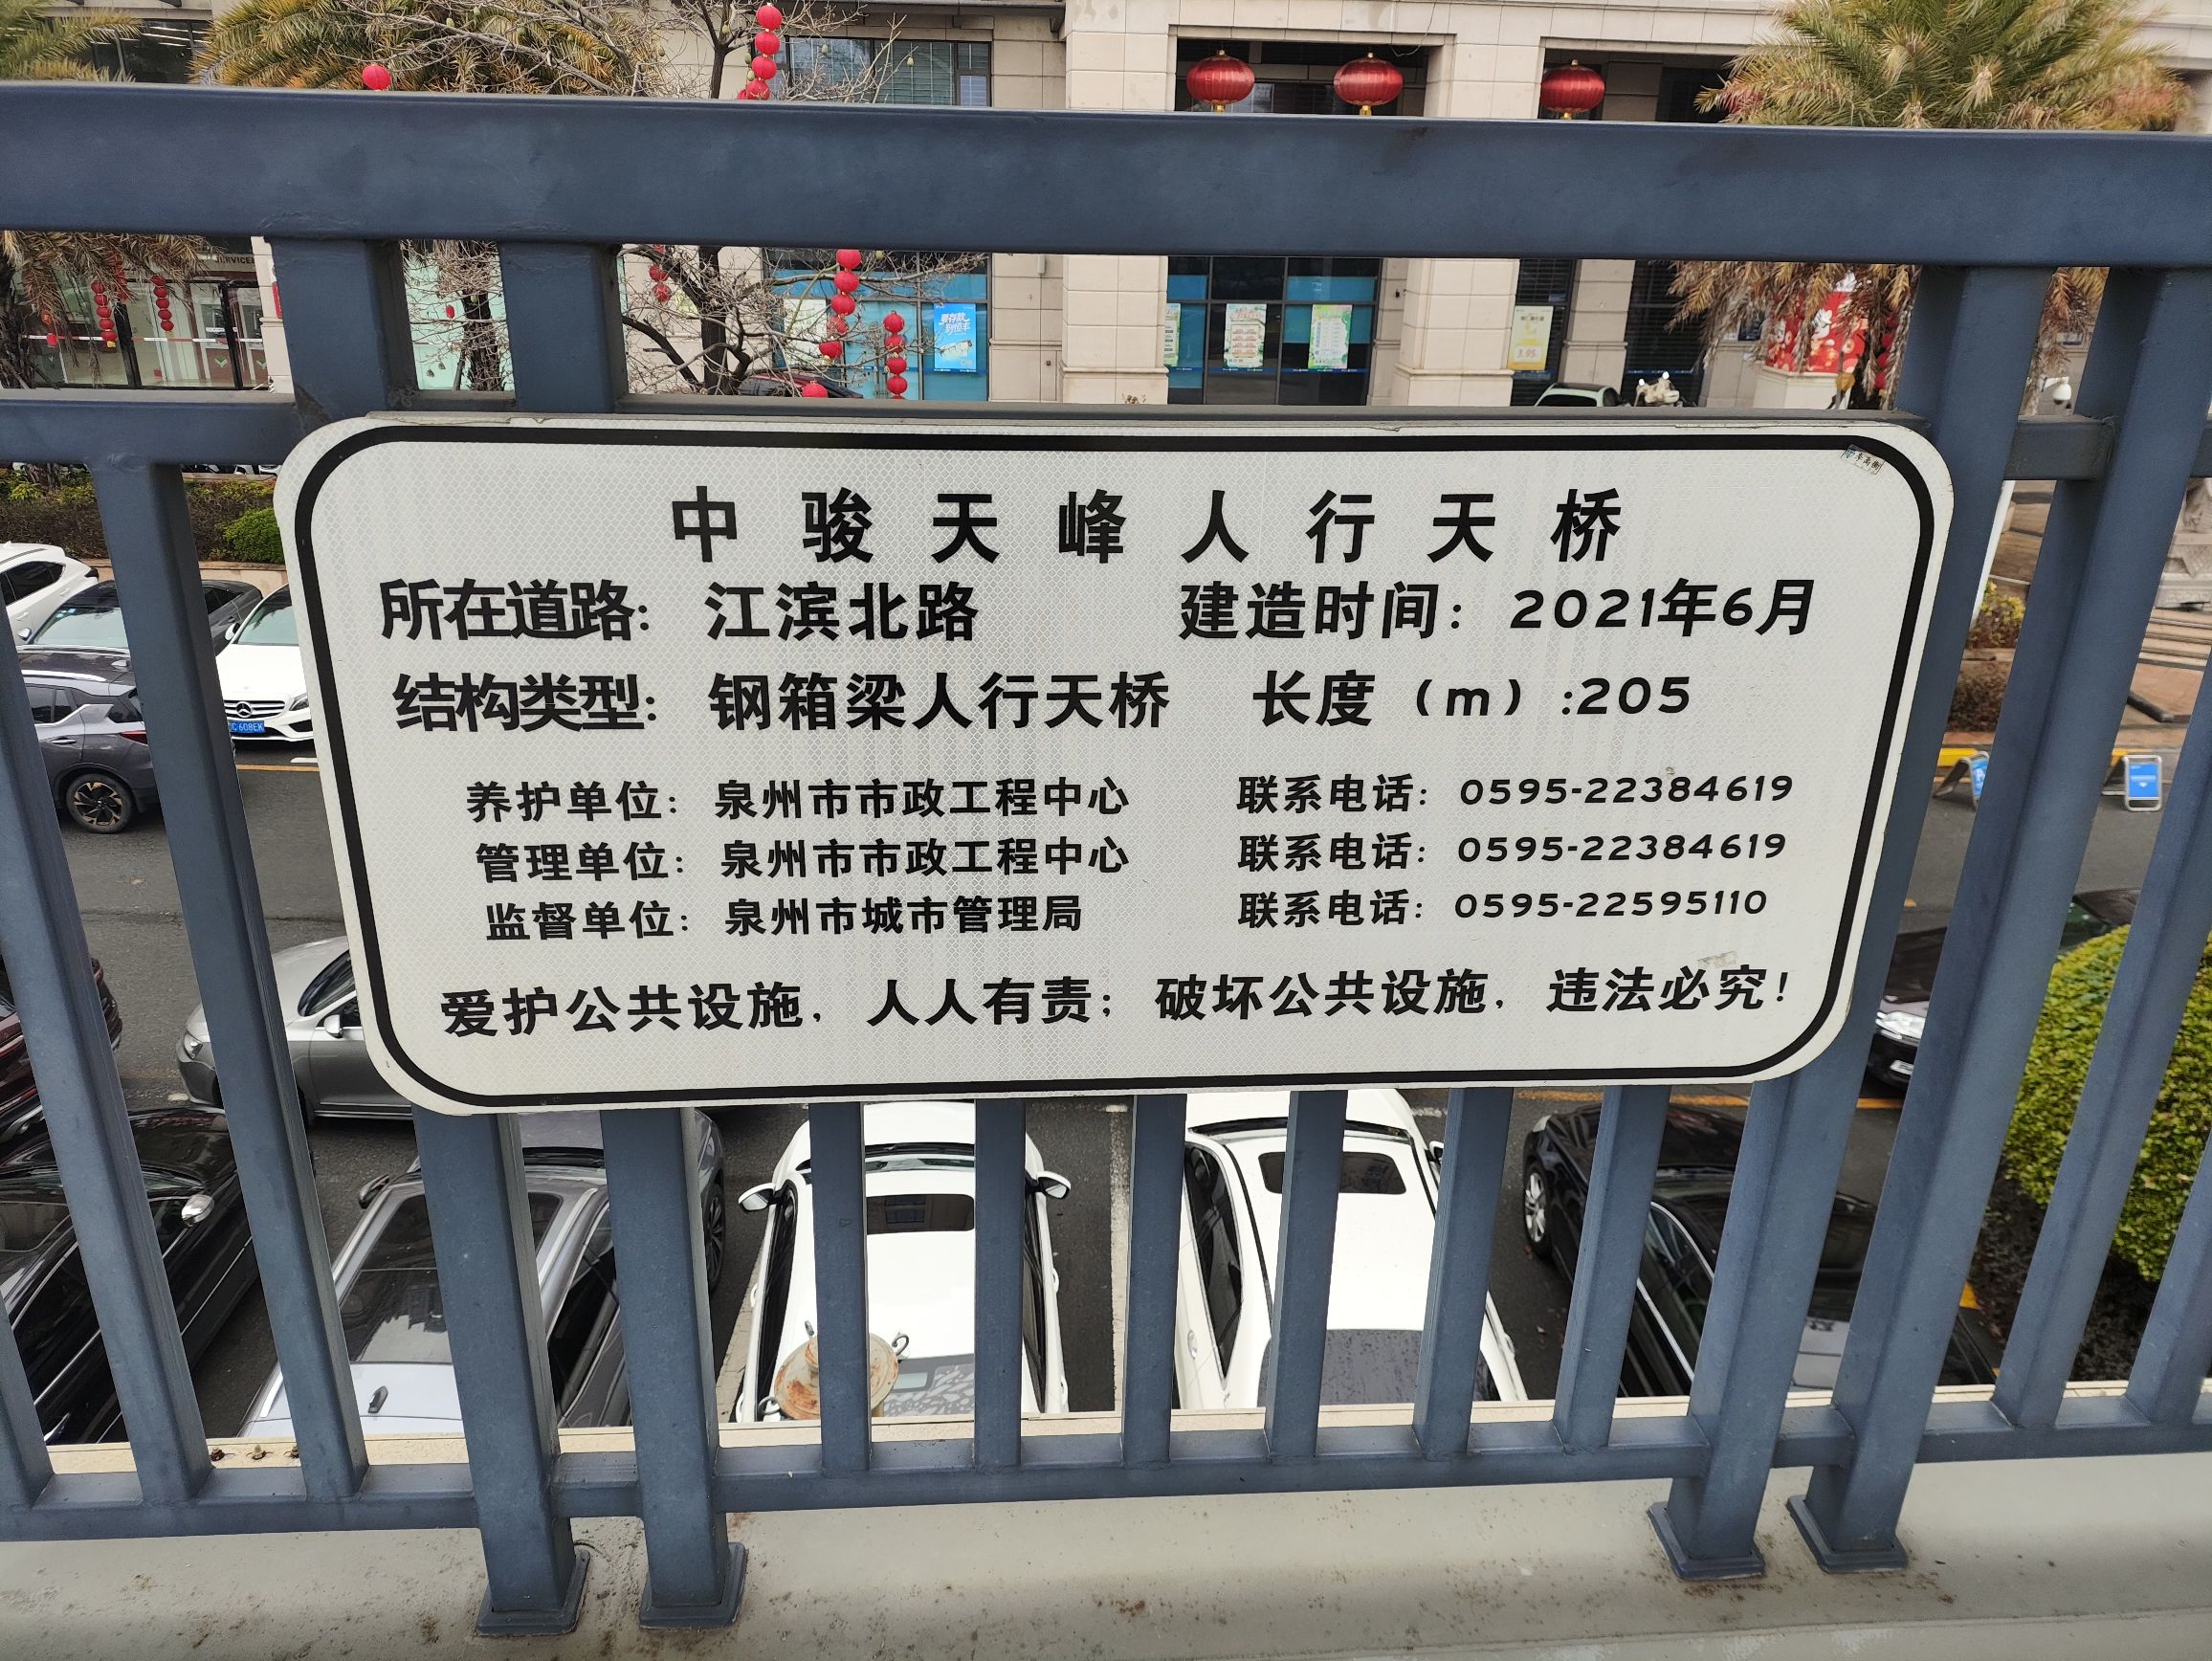 中骏天峰人行天桥
所在道路：江滨北路 建造时间：2021年6月
结构类型：钢箱梁人行天桥 长度（m）:205
养护单位：泉州市市政工程中心 联系电话：0595-22384619
管理单位：泉州市市政工程中心 联系电话：0595-22384619
监督单位：泉州市城市管理局 联系电话：0595-22595110
爱护公共设施，人人有责；破坏公共设施，违法必究！